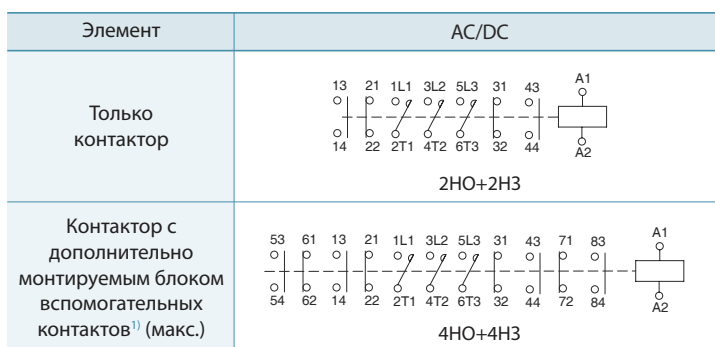 Элемент
AC/DC
Только
контактор
13 21 1L1 3L2 5L3 31 43 A1
14 22 2T1 4T2 6T3 32 44 A2
2НО+2НЗ
Контактор с
дополнительно
монтируемым блоком
вспомогательных
контактов¹⁾ (макс.)
53 61 13 21 1L1 3L2 5L3 31 43 71 83 A1
54 62 14 22 2T1 4T2 6T3 32 44 72 84 A2
4НО+4НЗ